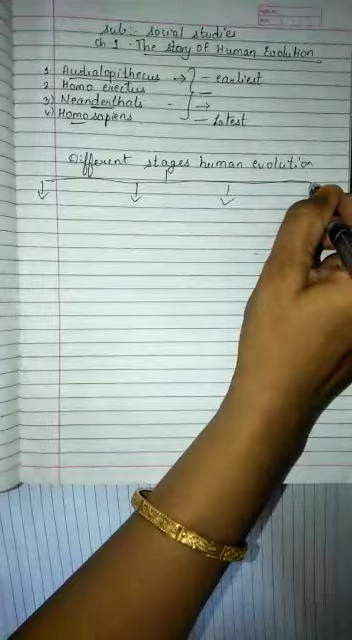 Sub:- Social studies
Ch 1 - The story of Human Evolution
1 Australopithecus → - earliest
2 Homo erectus -
3) Neanderthals - →
4) Homo sapiens - Latest
Different stages human evolution